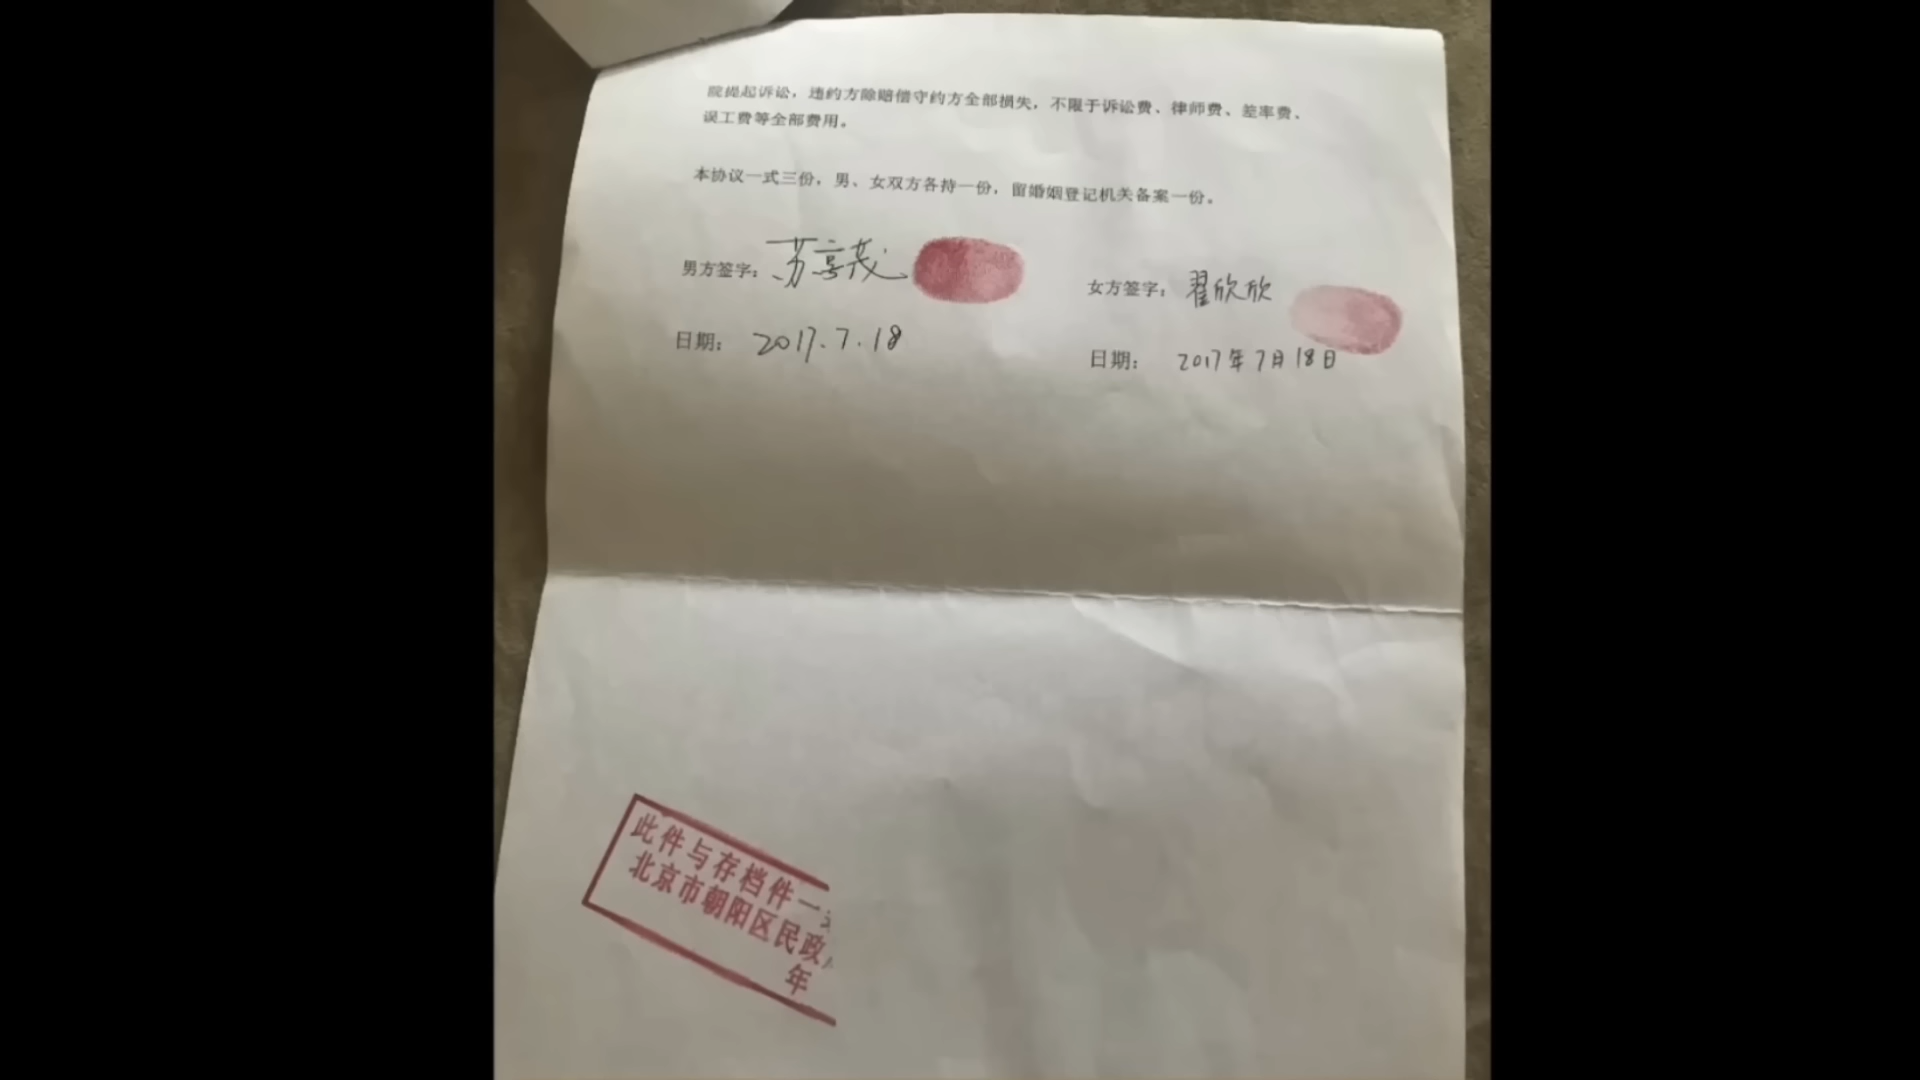 院提起诉讼，违约方除赔偿守约方全部损失，不限于诉讼费、律师费、差率费、
误工费等全部费用。
本协议一式三份，男、女双方各持一份，留婚姻登记机关备案一份。
男方签字：苏享茂
女方签字：翟欣欣
日期：2017.7.18
日期：2017年7月18日
此件与存档件一
北京市朝阳区民政
年